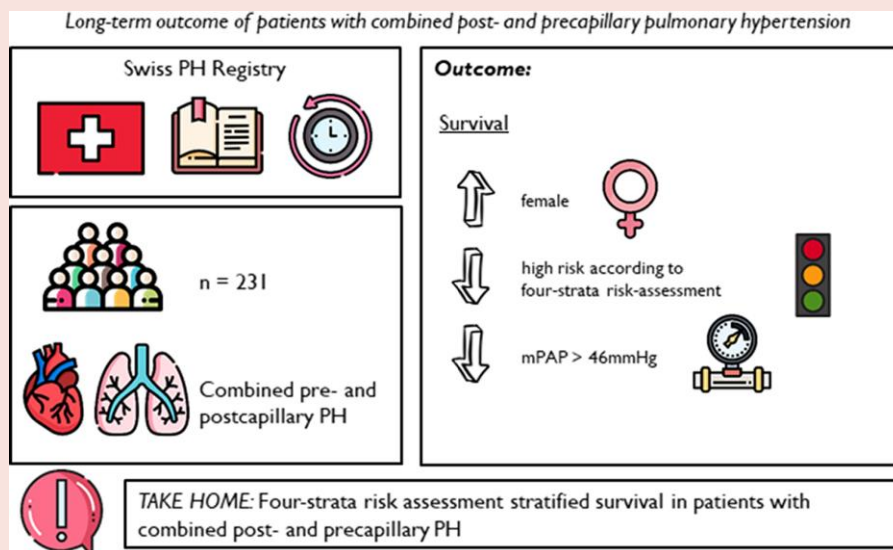 Long-term outcome of patients with combined post- and precapillary pulmonary hypertension
Swiss PH Registry
n = 231
Combined pre- and
postcapillary PH
Outcome:
Survival
female
high risk according to
four-strata risk-assessment
mPAP > 46mmHg
TAKE HOME: Four-strata risk assessment stratified survival in patients with
combined post- and precapillary PH